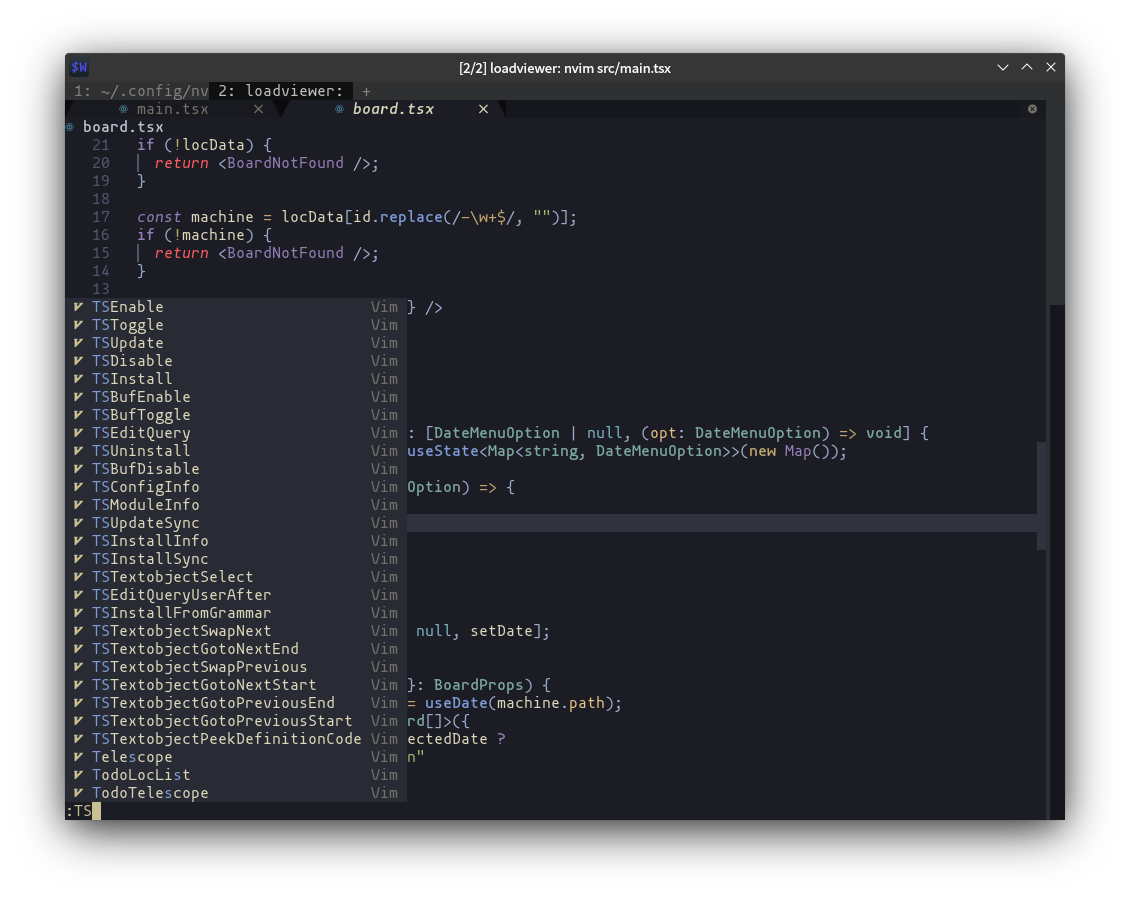 $W [2/2] loadviewer: nvim src/main.tsx
1: ~/.config/nv 2: loadviewer: +
main.tsx board.tsx
board.tsx
21 if (!locData) {
20 return <BoardNotFound />;
19 }
18
17 const machine = locData[id.replace(/-\w+$/, "")];
16 if (!machine) {
15 return <BoardNotFound />;
14 }
13
TSEnable Vim } />
TSToggle Vim
TSUpdate Vim
TSDisable Vim
TSInstall Vim
TSBufEnable Vim
TSBufToggle Vim
TSEditQuery Vim : [DateMenuOption | null, (opt: DateMenuOption) => void] {
TSUninstall Vim useState<Map<string, DateMenuOption>>(new Map());
TSBufDisable Vim
TSConfigInfo Vim Option) => {
TSModuleInfo Vim
TSUpdateSync Vim
TSInstallInfo Vim
TSInstallSync Vim
TSTextobjectSelect Vim
TSEditQueryUserAfter Vim
TSInstallFromGrammar Vim
TSTextobjectSwapNext Vim null, setDate];
TSTextobjectGotoNextEnd Vim
TSTextobjectSwapPrevious Vim
TSTextobjectGotoNextStart Vim }: BoardProps) {
TSTextobjectGotoPreviousEnd Vim = useDate(machine.path);
TSTextobjectGotoPreviousStart Vim rd[]>({
TSTextobjectPeekDefinitionCode Vim ectedDate ?
Telescope Vim n"
TodoLocList Vim
TodoTelescope Vim
:TS